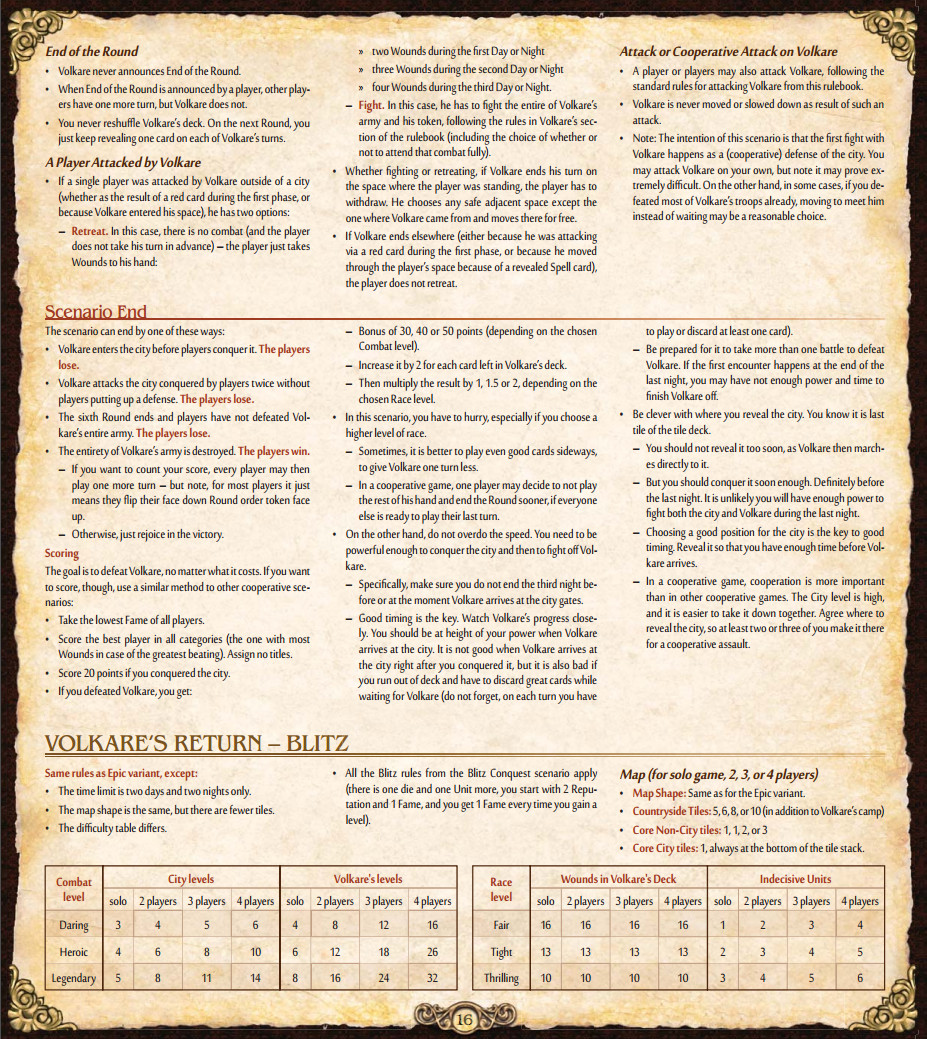 End of the Round
• Volkare never announces End of the Round.
• When End of the Round is announced by a player, other play-
ers have one more turn, but Volkare does not.
• You never reshuffle Volkare's deck. On the next Round, you
just keep revealing one card on each of Volkare's turns.
A Player Attacked by Volkare
• If a single player was attacked by Volkare outside of a city
(whether as the result of a red card during the first phase, or
because Volkare entered his space), he has two options:
– Retreat. In this case, there is no combat (and the player
does not take his turn in advance) – the player just takes
Wounds to his hand:
» two Wounds during the first Day or Night
» three Wounds during the second Day or Night
» four Wounds during the third Day or Night.
– Fight. In this case, he has to fight the entire of Volkare's
army and his token, following the rules in Volkare's sec-
tion of the rulebook (including the choice of whether or
not to attend that combat fully).
• Whether fighting or retreating, if Volkare ends his turn on
the space where the player was standing, the player has to
withdraw. He chooses any safe adjacent space except the
one where Volkare came from and moves there for free.
• If Volkare ends elsewhere (either because he was attacking
via a red card during the first phase, or because he moved
through the player's space because of a revealed Spell card),
the player does not retreat.
Attack or Cooperative Attack on Volkare
• A player or players may also attack Volkare, following the
standard rules for attacking Volkare from this rulebook.
• Volkare is never moved or slowed down as result of such an
attack.
• Note: The intention of this scenario is that the first fight with
Volkare happens as a (cooperative) defense of the city. You
may attack Volkare on your own, but note it may prove ex-
tremely difficult. On the other hand, in some cases, if you de-
feated most of Volkare's troops already, moving to meet him
instead of waiting may be a reasonable choice.
Scenario End
The scenario can end by one of these ways:
• Volkare enters the city before players conquer it. The players
lose.
• Volkare attacks the city conquered by players twice without
players putting up a defense. The players lose.
• The sixth Round ends and players have not defeated Vol-
kare's entire army. The players lose.
• The entirety of Volkare's army is destroyed. The players win.
– If you want to count your score, every player may then
play one more turn – but note, for most players it just
means they flip their face down Round order token face
up.
– Otherwise, just rejoice in the victory.
Scoring
The goal is to defeat Volkare, no matter what it costs. If you want
to score, though, use a similar method to other cooperative sce-
narios:
• Take the lowest Fame of all players.
• Score the best player in all categories (the one with most
Wounds in case of the greatest beating). Assign no titles.
• Score 20 points if you conquered the city.
• If you defeated Volkare, you get:
– Bonus of 30, 40 or 50 points (depending on the chosen
Combat level).
– Increase it by 2 for each card left in Volkare's deck.
– Then multiply the result by 1, 1.5 or 2, depending on the
chosen Race level.
• In this scenario, you have to hurry, especially if you choose a
higher level of race.
– Sometimes, it is better to play even good cards sideways,
to give Volkare one turn less.
– In a cooperative game, one player may decide to not play
the rest of his hand and end the Round sooner, if everyone
else is ready to play their last turn.
• On the other hand, do not overdo the speed. You need to be
powerful enough to conquer the city and then to fight off Vol-
kare.
– Specifically, make sure you do not end the third night be-
fore or at the moment Volkare arrives at the city gates.
– Good timing is the key. Watch Volkare's progress close-
ly. You should be at height of your power when Volkare
arrives at the city. It is not good when Volkare arrives at
the city right after you conquered it, but it is also bad if
you run out of deck and have to discard great cards while
waiting for Volkare (do not forget, on each turn you have
to play or discard at least one card).
– Be prepared for it to take more than one battle to defeat
Volkare. If the first encounter happens at the end of the
last night, you may have not enough power and time to
finish Volkare off.
• Be clever with where you reveal the city. You know it is last
tile of the tile deck.
– You should not reveal it too soon, as Volkare then march-
es directly to it.
– But you should conquer it soon enough. Definitely before
the last night. It is unlikely you will have enough power to
fight both the city and Volkare during the last night.
– Choosing a good position for the city is the key to good
timing. Reveal it so that you have enough time before Vol-
kare arrives.
– In a cooperative game, cooperation is more important
than in other cooperative games. The City level is high,
and it is easier to take it down together. Agree where to
reveal the city, so at least two or three of you make it there
for a cooperative assault.
VOLKARE'S RETURN – BLITZ
Same rules as Epic variant, except:
• The time limit is two days and two nights only.
• The map shape is the same, but there are fewer tiles.
• The difficulty table differs.
• All the Blitz rules from the Blitz Conquest scenario apply
(there is one die and one Unit more, you start with 2 Repu-
tation and 1 Fame, and you get 1 Fame every time you gain a
level).
Map (for solo game, 2, 3, or 4 players)
• Map Shape: Same as for the Epic variant.
• Countryside Tiles: 5, 6, 8, or 10 (in addition to Volkare's camp)
• Core Non-City tiles: 1, 1, 2, or 3
• Core City tiles: 1, always at the bottom of the tile stack.
Combat level City levels Volkare's levels
solo 2 players 3 players 4 players solo 2 players 3 players 4 players
Daring 3 4 5 6 4 8 12 16
Heroic 4 6 8 10 6 12 18 26
Legendary 5 8 11 14 8 16 24 32
Race level Wounds in Volkare's Deck Indecisive Units
solo 2 players 3 players 4 players solo 2 players 3 players 4 players
Fair 16 16 16 16 1 2 3 4
Tight 13 13 13 13 2 3 4 5
Thrilling 10 10 10 10 3 4 5 6
16